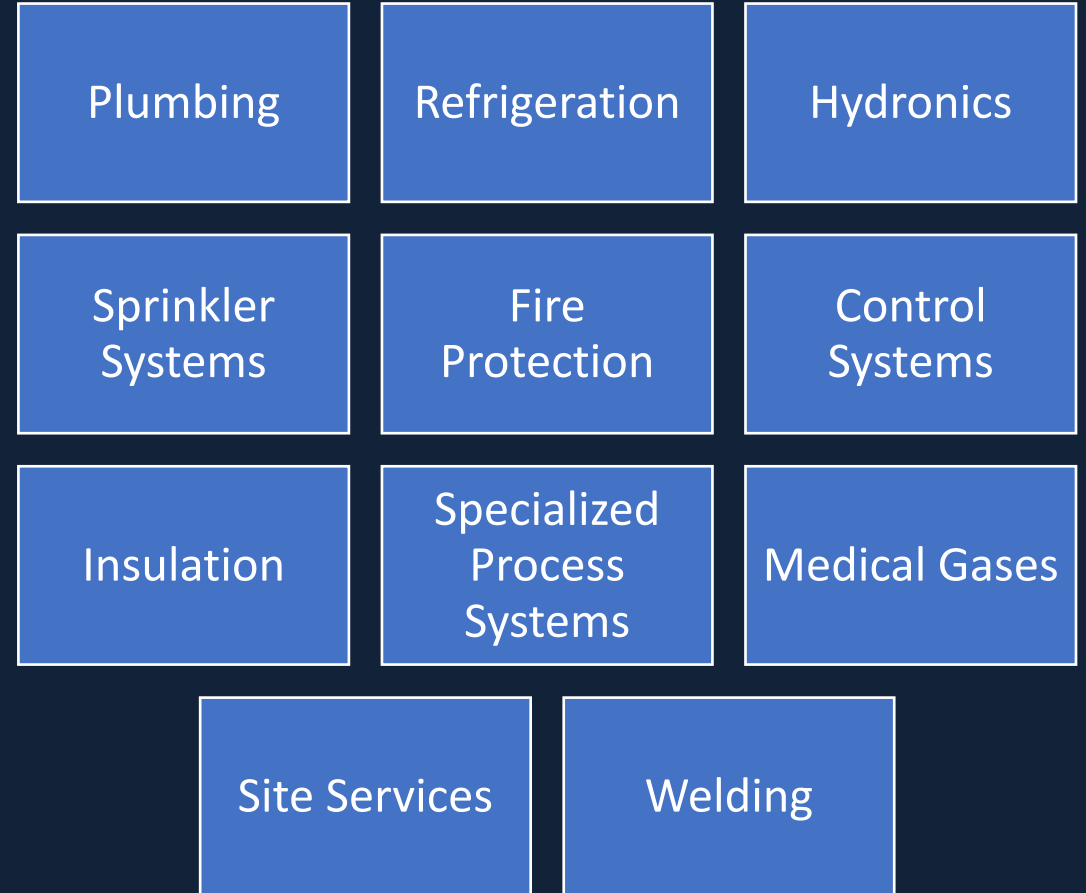 Plumbing
Refrigeration
Hydronics
Sprinkler
Systems
Fire
Protection
Control
Systems
Insulation
Specialized
Process
Systems
Medical Gases
Site Services
Welding